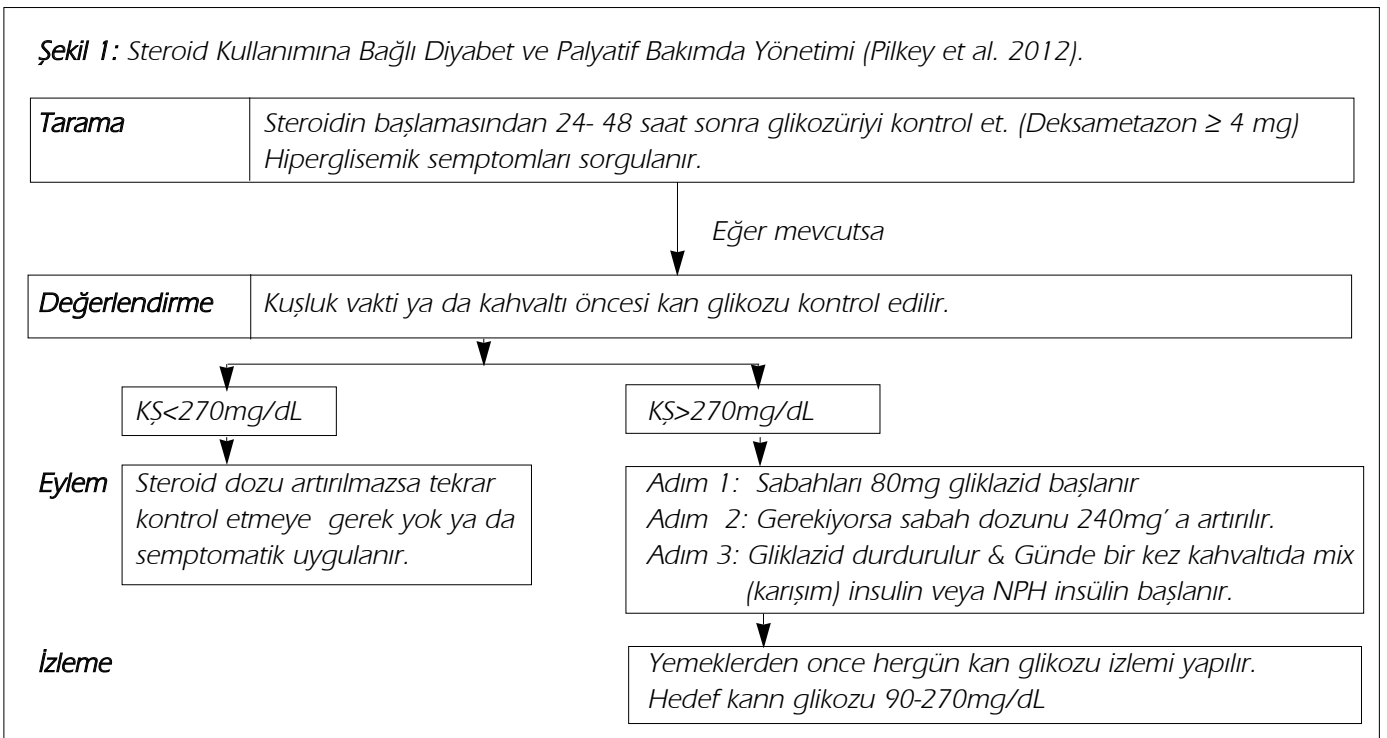 Şekil 1: Steroid Kullanımına Bağlı Diyabet ve Palyatif Bakımda Yönetimi (Pilkey et al. 2012).
Tarama
Steroidin başlamasından 24- 48 saat sonra glikozüriyi kontrol et. (Deksametazon ≥ 4 mg)
Hiperglisemik semptomları sorgulanır.
Eğer mevcutsa
Değerlendirme
Kuşluk vakti ya da kahvaltı öncesi kan glikozu kontrol edilir.
KŞ<270mg/dL
KŞ>270mg/dL
Eylem
Steroid dozu artırılmazsa tekrar
kontrol etmeye gerek yok ya da
semptomatik uygulanır.
Adım 1: Sabahları 80mg gliklazid başlanır
Adım 2: Gerekiyorsa sabah dozunu 240mg’ a artırılır.
Adım 3: Gliklazid durdurulur & Günde bir kez kahvaltıda mix
(karışım) insulin veya NPH insülin başlanır.
İzleme
Yemeklerden once hergün kan glikozu izlemi yapılır.
Hedef kann glikozu 90-270mg/dL